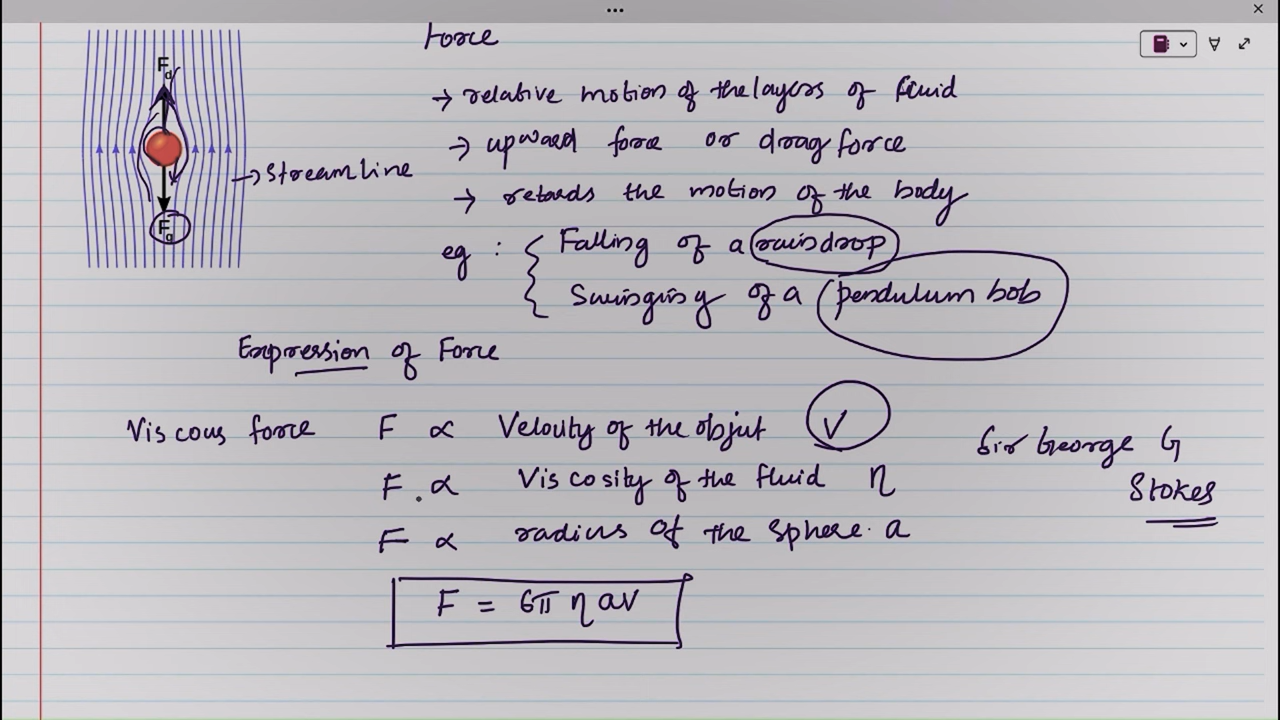 Force
Fd
→ relative motion of the layers of fluid
→ upward force or drag force
→ Streamline
→ retards the motion of the body
Fg
eg : { Falling of a raindrop
Swinging of a pendulum bob
Expression of Force
Viscous force F ∝ Velocity of the object V
Sir George G
Stokes
F ∝ Viscosity of the fluid η
F ∝ radius of the sphere. a
F = 6π η av